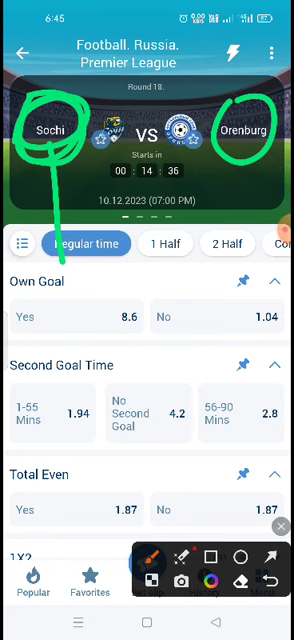 6:45
Football. Russia.
Premier League
Round 18.
Sochi
VS
Orenburg
Starts in
00 : 14 : 36
10.12.2023 (07:00 PM)
Regular time
1 Half
2 Half
Own Goal
Yes 8.6
No 1.04
Second Goal Time
1-55 Mins 1.94
No Second Goal 4.2
56-90 Mins 2.8
Total Even
Yes 1.87
No 1.87
1X2
Popular
Favorites